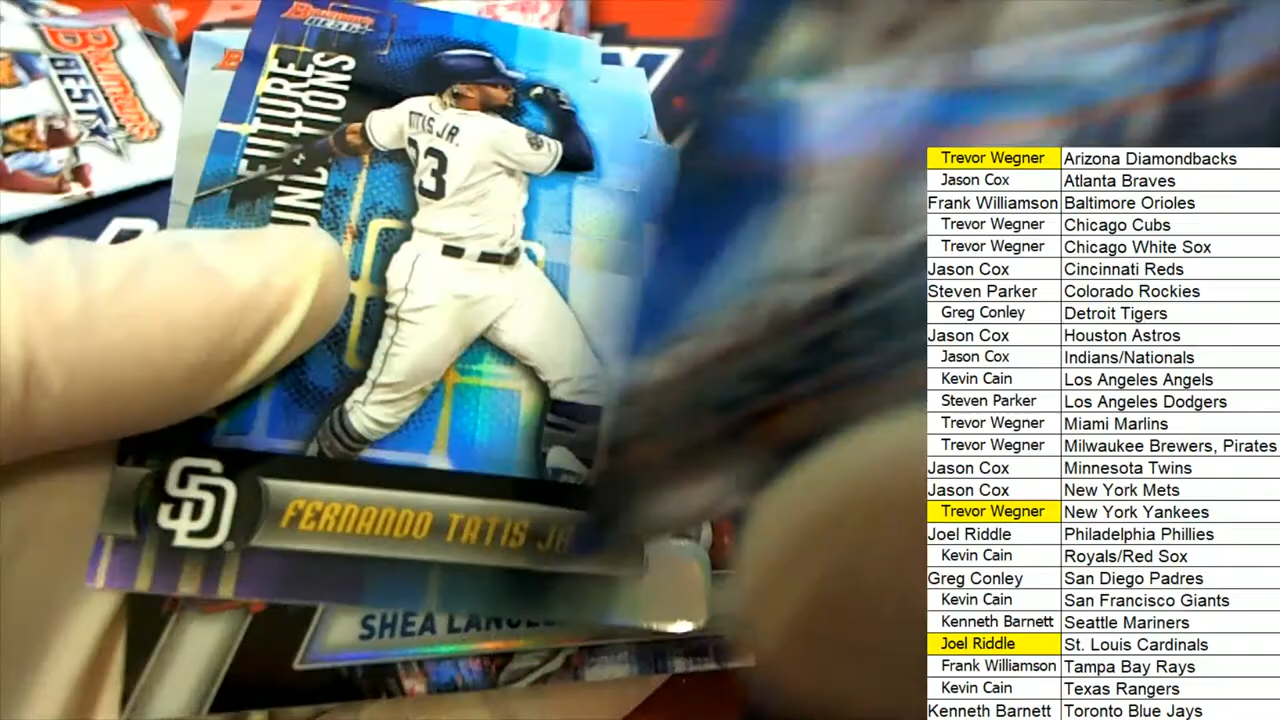 BOWMAN'S BEST
BOWMAN'S BEST
FUTURE
TATIS JR.
23
SD
FERNANDO TATIS JR
SHEA
Trevor Wegner Arizona Diamondbacks
Jason Cox Atlanta Braves
Frank Williamson Baltimore Orioles
Trevor Wegner Chicago Cubs
Trevor Wegner Chicago White Sox
Jason Cox Cincinnati Reds
Steven Parker Colorado Rockies
Greg Conley Detroit Tigers
Jason Cox Houston Astros
Jason Cox Indians/Nationals
Kevin Cain Los Angeles Angels
Steven Parker Los Angeles Dodgers
Trevor Wegner Miami Marlins
Trevor Wegner Milwaukee Brewers, Pirates
Jason Cox Minnesota Twins
Jason Cox New York Mets
Trevor Wegner New York Yankees
Joel Riddle Philadelphia Phillies
Kevin Cain Royals/Red Sox
Greg Conley San Diego Padres
Kevin Cain San Francisco Giants
Kenneth Barnett Seattle Mariners
Joel Riddle St. Louis Cardinals
Frank Williamson Tampa Bay Rays
Kevin Cain Texas Rangers
Kenneth Barnett Toronto Blue Jays